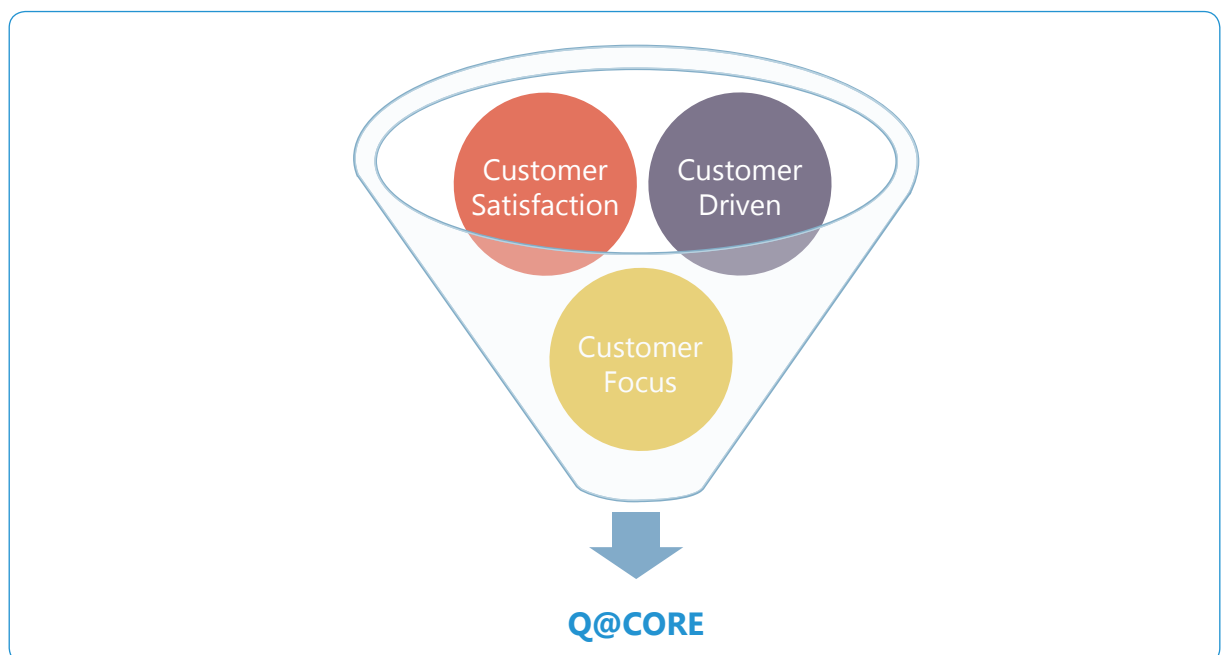 Customer
Satisfaction
Customer
Driven
Customer
Focus
Q@CORE